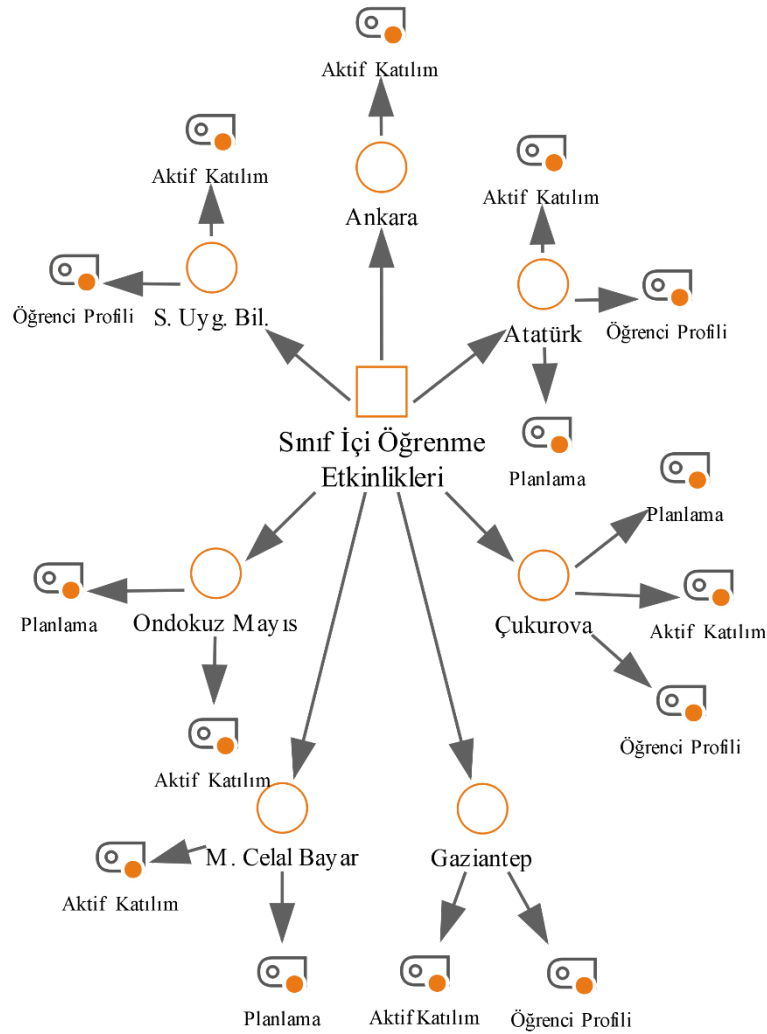 Aktif Katılım
Aktif Katılım
Ankara
Aktif Katılım
Öğrenci Profili
S. Uyg. Bil.
Atatürk
Öğrenci Profili
Sınıf İçi Öğrenme
Etkinlikleri
Planlama
Planlama
Planlama
Ondokuz Mayıs
Çukurova
Aktif Katılım
Öğrenci Profili
Aktif Katılım
M. Celal Bayar
Gaziantep
Aktif Katılım
Planlama
Aktif Katılım
Öğrenci Profili